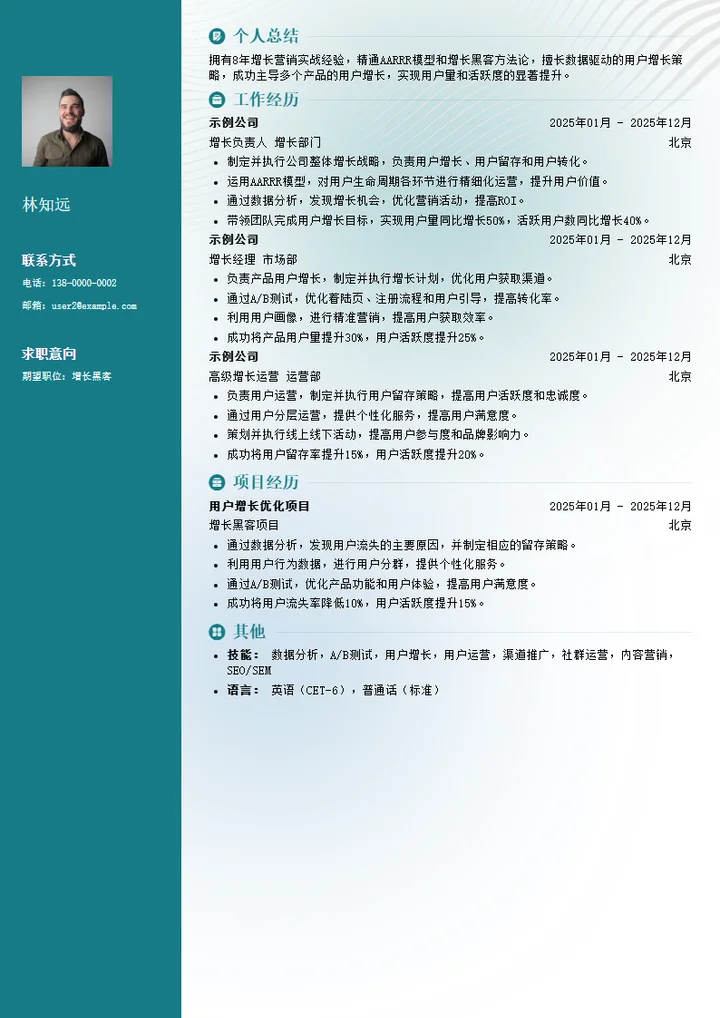 林知远
联系方式
电话：138-0000-0002
邮箱：user2@example.com
求职意向
期望职位：增长黑客
个人总结
拥有8年增长营销实战经验，精通AARRR模型和增长黑客方法论，擅长数据驱动的用户增长策
略，成功主导多个产品的用户增长，实现用户量和活跃度的显著提升。
工作经历
示例公司 2025年01月 - 2025年12月
增长负责人 增长部门 北京
• 制定并执行公司整体增长战略，负责用户增长、用户留存和用户转化。
• 运用AARRR模型，对用户生命周期各环节进行精细化运营，提升用户价值。
• 通过数据分析，发现增长机会，优化营销活动，提高ROI。
• 带领团队完成用户增长目标，实现用户量同比增长50%，活跃用户数同比增长40%。
示例公司 2025年01月 - 2025年12月
增长经理 市场部 北京
• 负责产品用户增长，制定并执行增长计划，优化用户获取渠道。
• 通过A/B测试，优化着陆页、注册流程和用户引导，提高转化率。
• 利用用户画像，进行精准营销，提高用户获取效率。
• 成功将产品用户量提升30%，用户活跃度提升25%。
示例公司 2025年01月 - 2025年12月
高级增长运营 运营部 北京
• 负责用户运营，制定并执行用户留存策略，提高用户活跃度和忠诚度。
• 通过用户分层运营，提供个性化服务，提高用户满意度。
• 策划并执行线上线下活动，提高用户参与度和品牌影响力。
• 成功将用户留存率提升15%，用户活跃度提升20%。
项目经历
用户增长优化项目 2025年01月 - 2025年12月
增长黑客项目 北京
• 通过数据分析，发现用户流失的主要原因，并制定相应的留存策略。
• 利用用户行为数据，进行用户分群，提供个性化服务。
• 通过A/B测试，优化产品功能和用户体验，提高用户满意度。
• 成功将用户流失率降低10%，用户活跃度提升15%。
其他
• 技能： 数据分析，A/B测试，用户增长，用户运营，渠道推广，社群运营，内容营销，
SEO/SEM
• 语言： 英语（CET-6），普通话（标准）